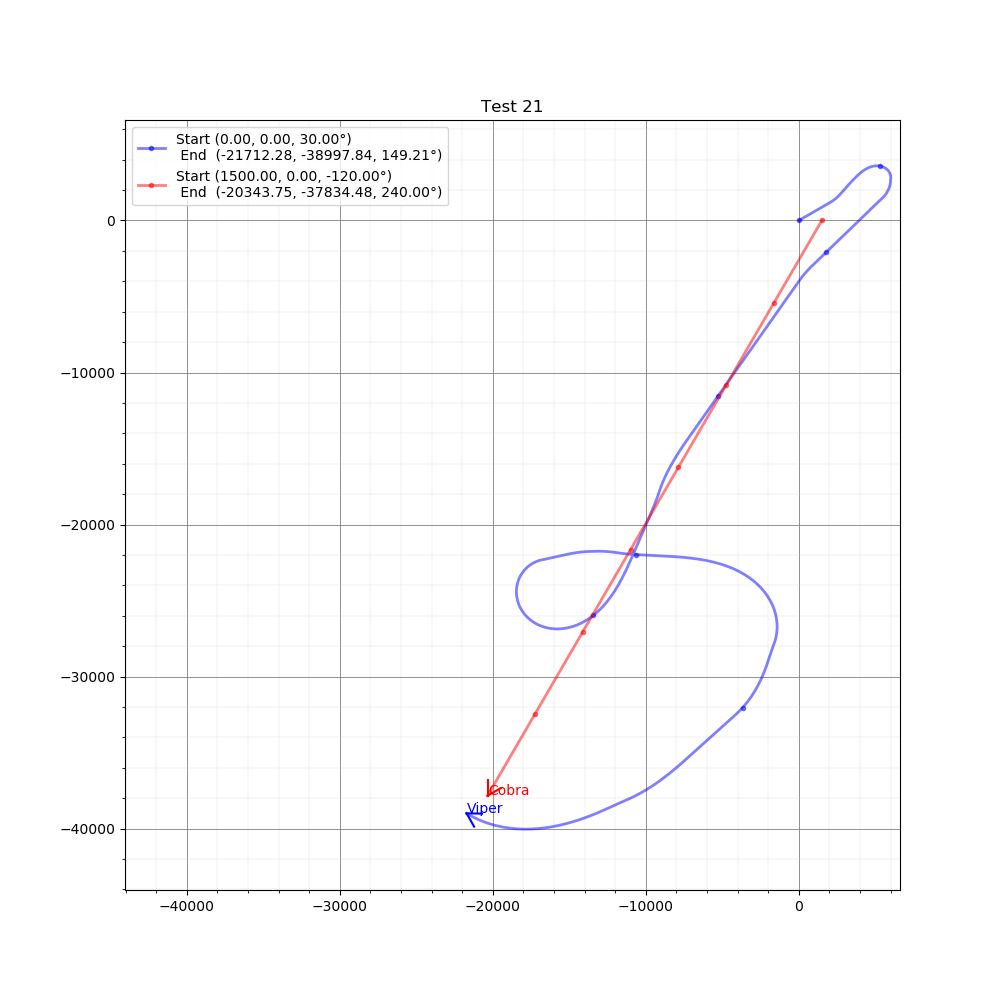 Test 21
Start (0.00, 0.00, 30.00°)
End (-21712.28, -38997.84, 149.21°)
Start (1500.00, 0.00, -120.00°)
End (-20343.75, -37834.48, 240.00°)
0
−10000
−20000
−30000
−40000
Cobra
Viper
−40000 −30000 −20000 −10000 0